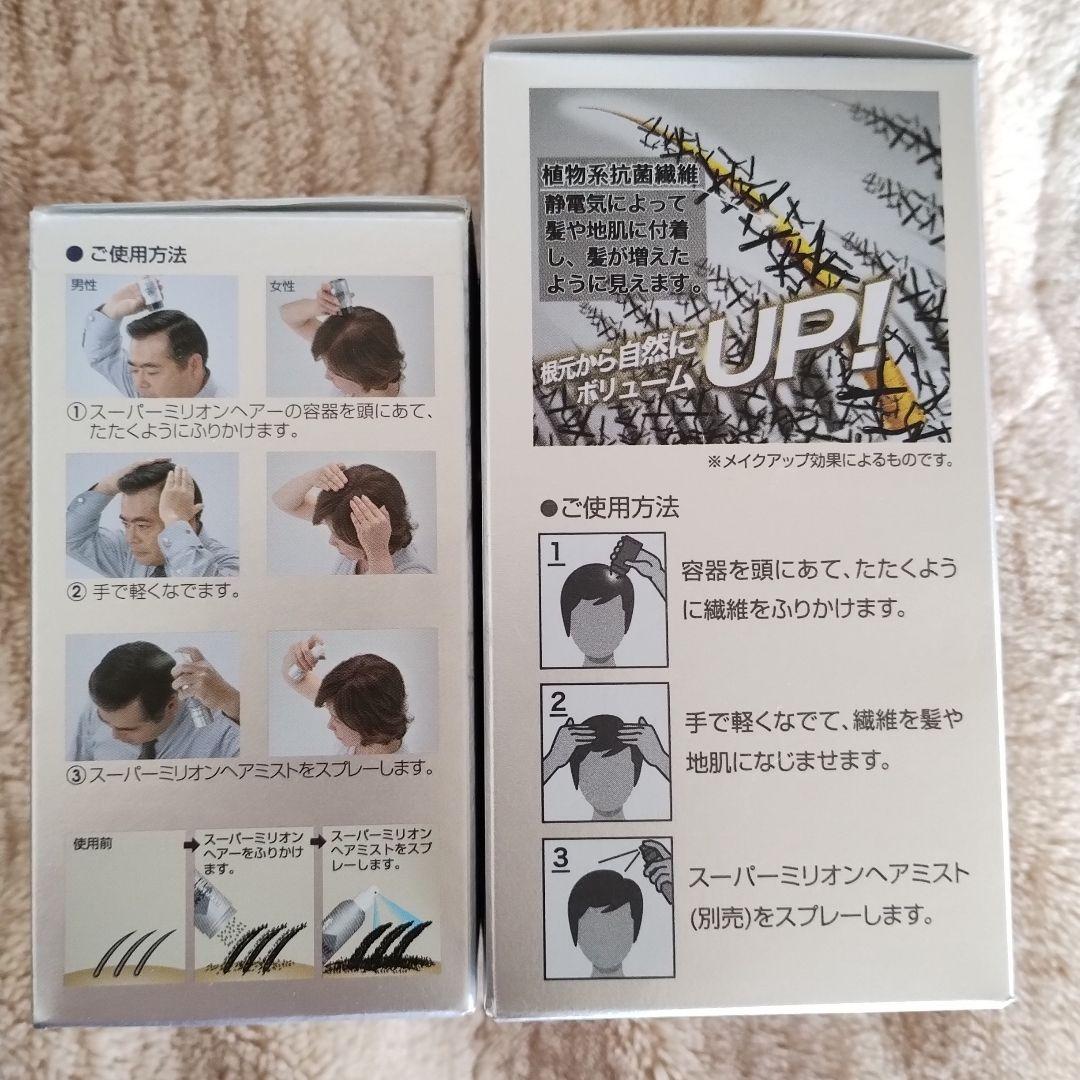 ● ご使用方法
男性
女性
①スーパーミリオンヘアーの容器を頭にあて、
たたくようにふりかけます。
② 手で軽くなでます。
③スーパーミリオンヘアミストをスプレーします。
使用前
スーパーミリオン
ヘアーをふりかけ
ます。
スーパーミリオン
ヘアミストをスプ
レーします。
植物系抗菌繊維
静電気によって
髪や地肌に付着
し、髪が増えた
ように見えます。
根元から自然に
ボリューム
UP!
※メイクアップ効果によるものです。
●ご使用方法
1
容器を頭にあて、たたくよう
に繊維をふりかけます。
2
手で軽くなでて、繊維を髪や
地肌になじませます。
3
スーパーミリオンヘアミスト
(別売)をスプレーします。